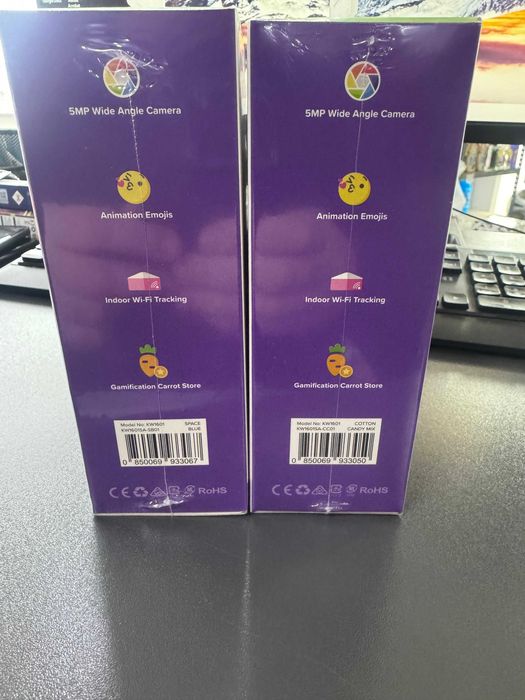 5MP Wide Angle Camera
Animation Emojis
Indoor Wi-Fi Tracking
Gamification Carrot Store
Model No: KW1601 SPACE
KW1601SA-SB01 BLUE
0 850069 933067
CE RoHS
5MP Wide Angle Camera
Animation Emojis
Indoor Wi-Fi Tracking
Gamification Carrot Store
Model No: KW1601 COTTON
KW1601SA-CC01 CANDY MIX
0 850069 933050
CE RoHS